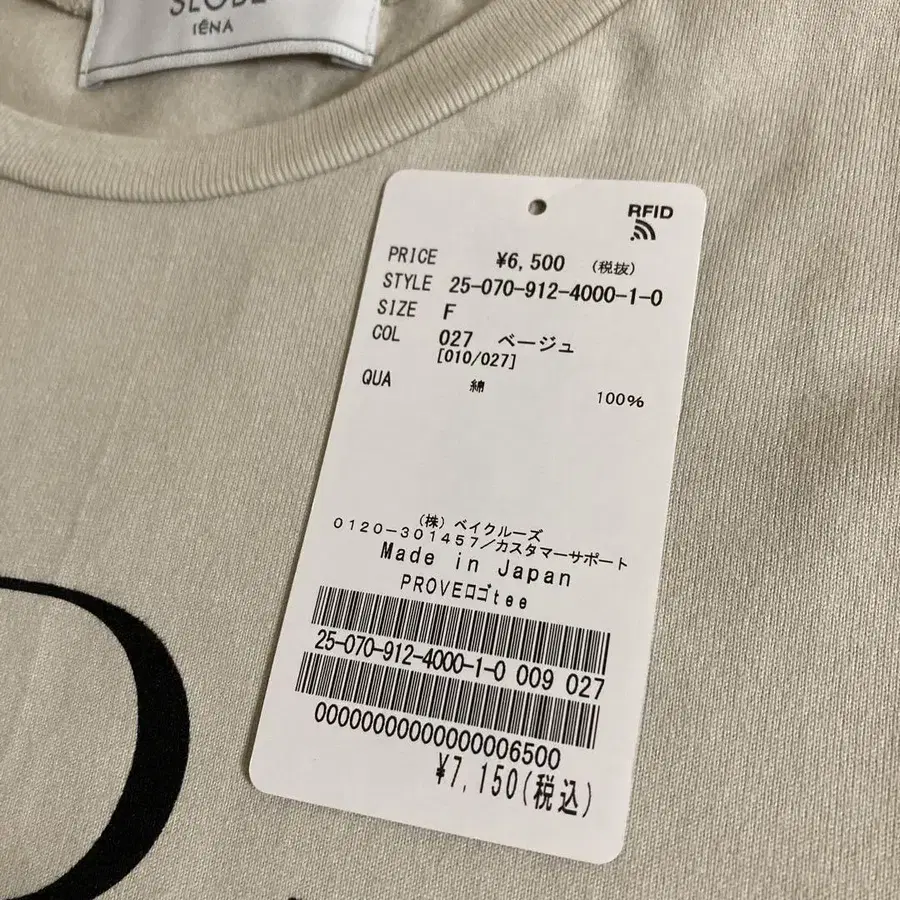 SLOBE
IÉNA
RFID
PRICE ¥6,500 (税抜)
STYLE 25-070-912-4000-1-0
SIZE F
COL 027 ベージュ
[010/027]
QUA 綿 100%
(株) ベイクルーズ
0120-301457/カスタマーサポート
Made in Japan
PROVEロゴtee
25-070-912-4000-1-0 009 027
00000000000000006500
¥7,150(税込)